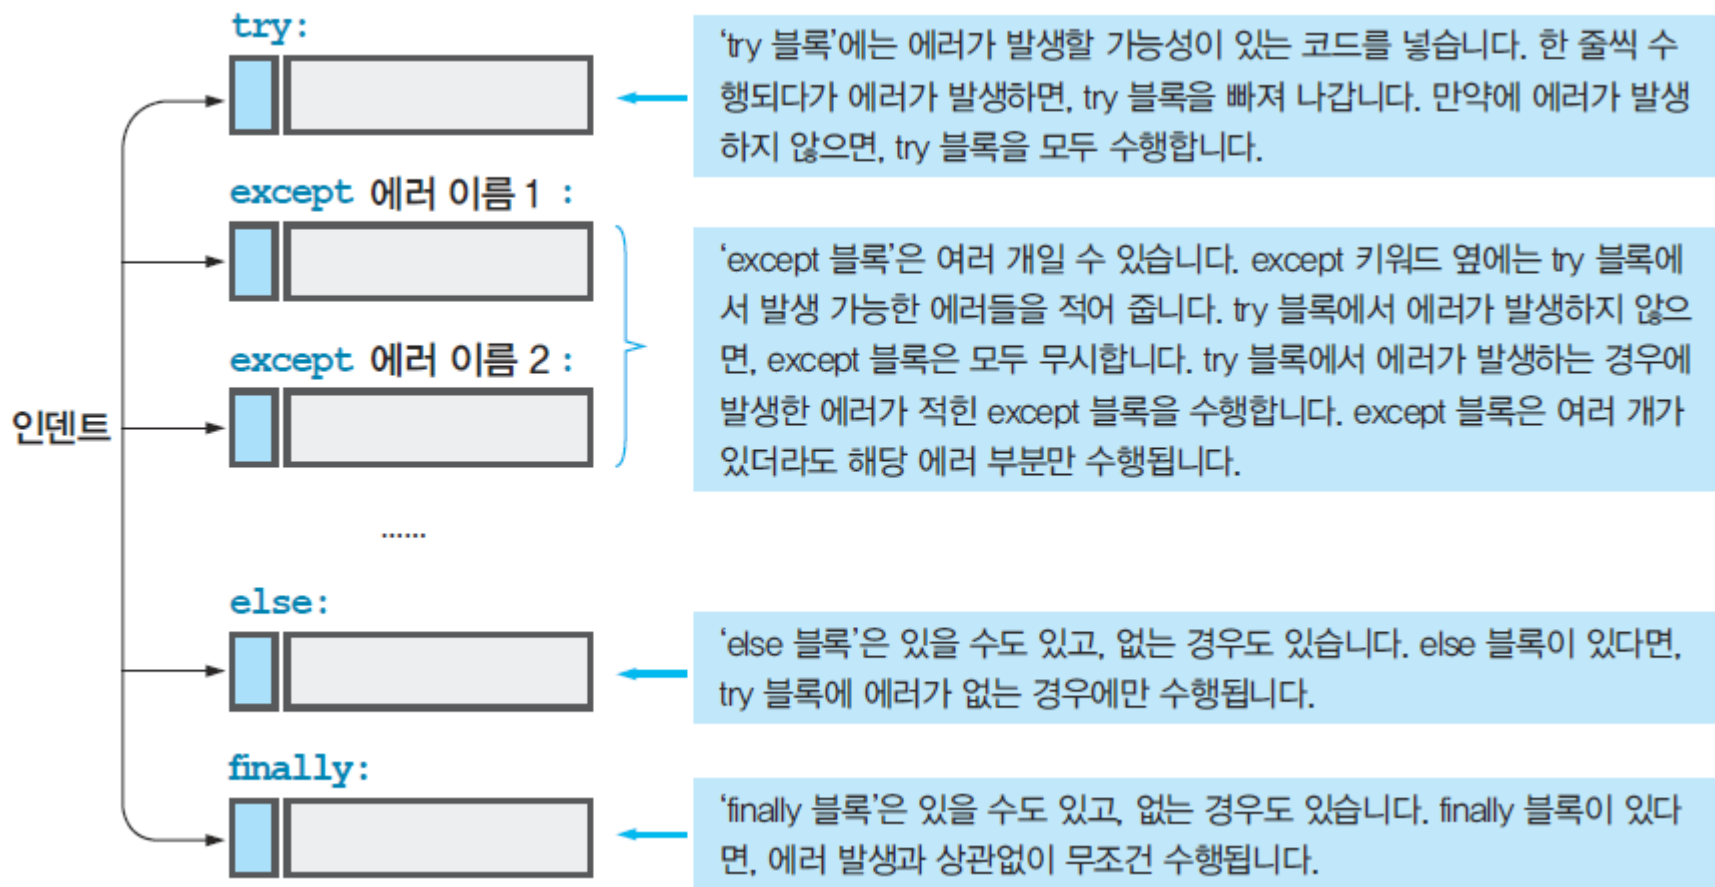 try:
‘try 블록’에는 에러가 발생할 가능성이 있는 코드를 넣습니다. 한 줄씩 수
행되다가 에러가 발생하면, try 블록을 빠져 나갑니다. 만약에 에러가 발생
하지 않으면, try 블록을 모두 수행합니다.
except 에러 이름 1 :
‘except 블록’은 여러 개일 수 있습니다. except 키워드 옆에는 try 블록에
서 발생 가능한 에러들을 적어 줍니다. try 블록에서 에러가 발생하지 않으
면, except 블록은 모두 무시합니다. try 블록에서 에러가 발생하는 경우에
발생한 에러가 적힌 except 블록을 수행합니다. except 블록은 여러 개가
있더라도 해당 에러 부분만 수행됩니다.
except 에러 이름 2 :
인덴트
......
else:
‘else 블록’은 있을 수도 있고, 없는 경우도 있습니다. else 블록이 있다면,
try 블록에 에러가 없는 경우에만 수행됩니다.
finally:
‘finally 블록’은 있을 수도 있고, 없는 경우도 있습니다. finally 블록이 있다
면, 에러 발생과 상관없이 무조건 수행됩니다.